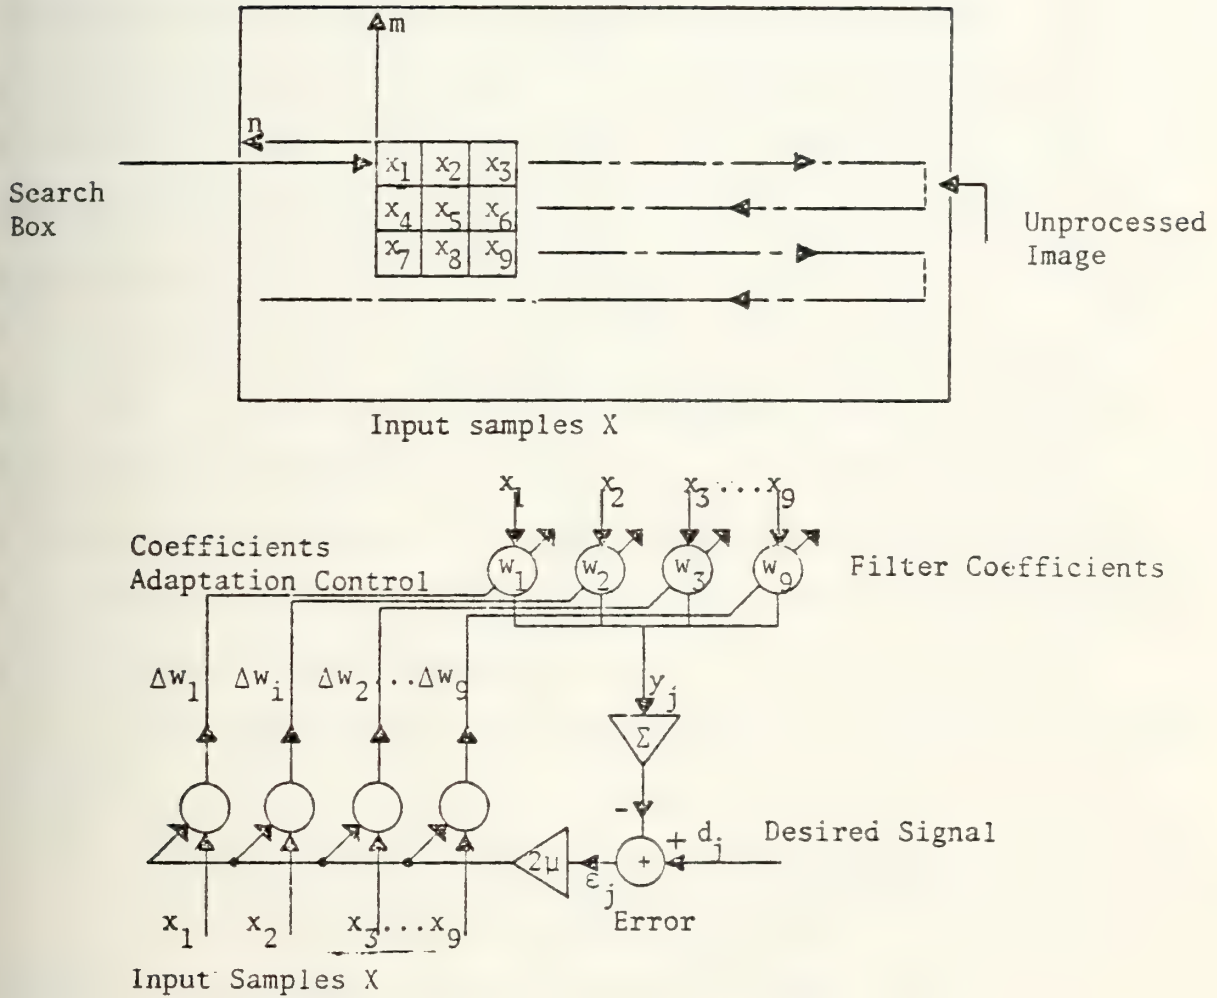 m
n
x1 x2 x3
Search
Box
x4 x5 x6
x7 x8 x9
Unprocessed
Image
Input samples X
x1 x2 x3...x9
Coefficients
Adaptation Control
w1 w2 w3 w9
Filter Coefficients
Δw1 Δwi Δw2...Δw9
yj
Σ
-
+ dj
Desired Signal
2μ
εj
+
Error
x1 x2 x3...x9
Input Samples X